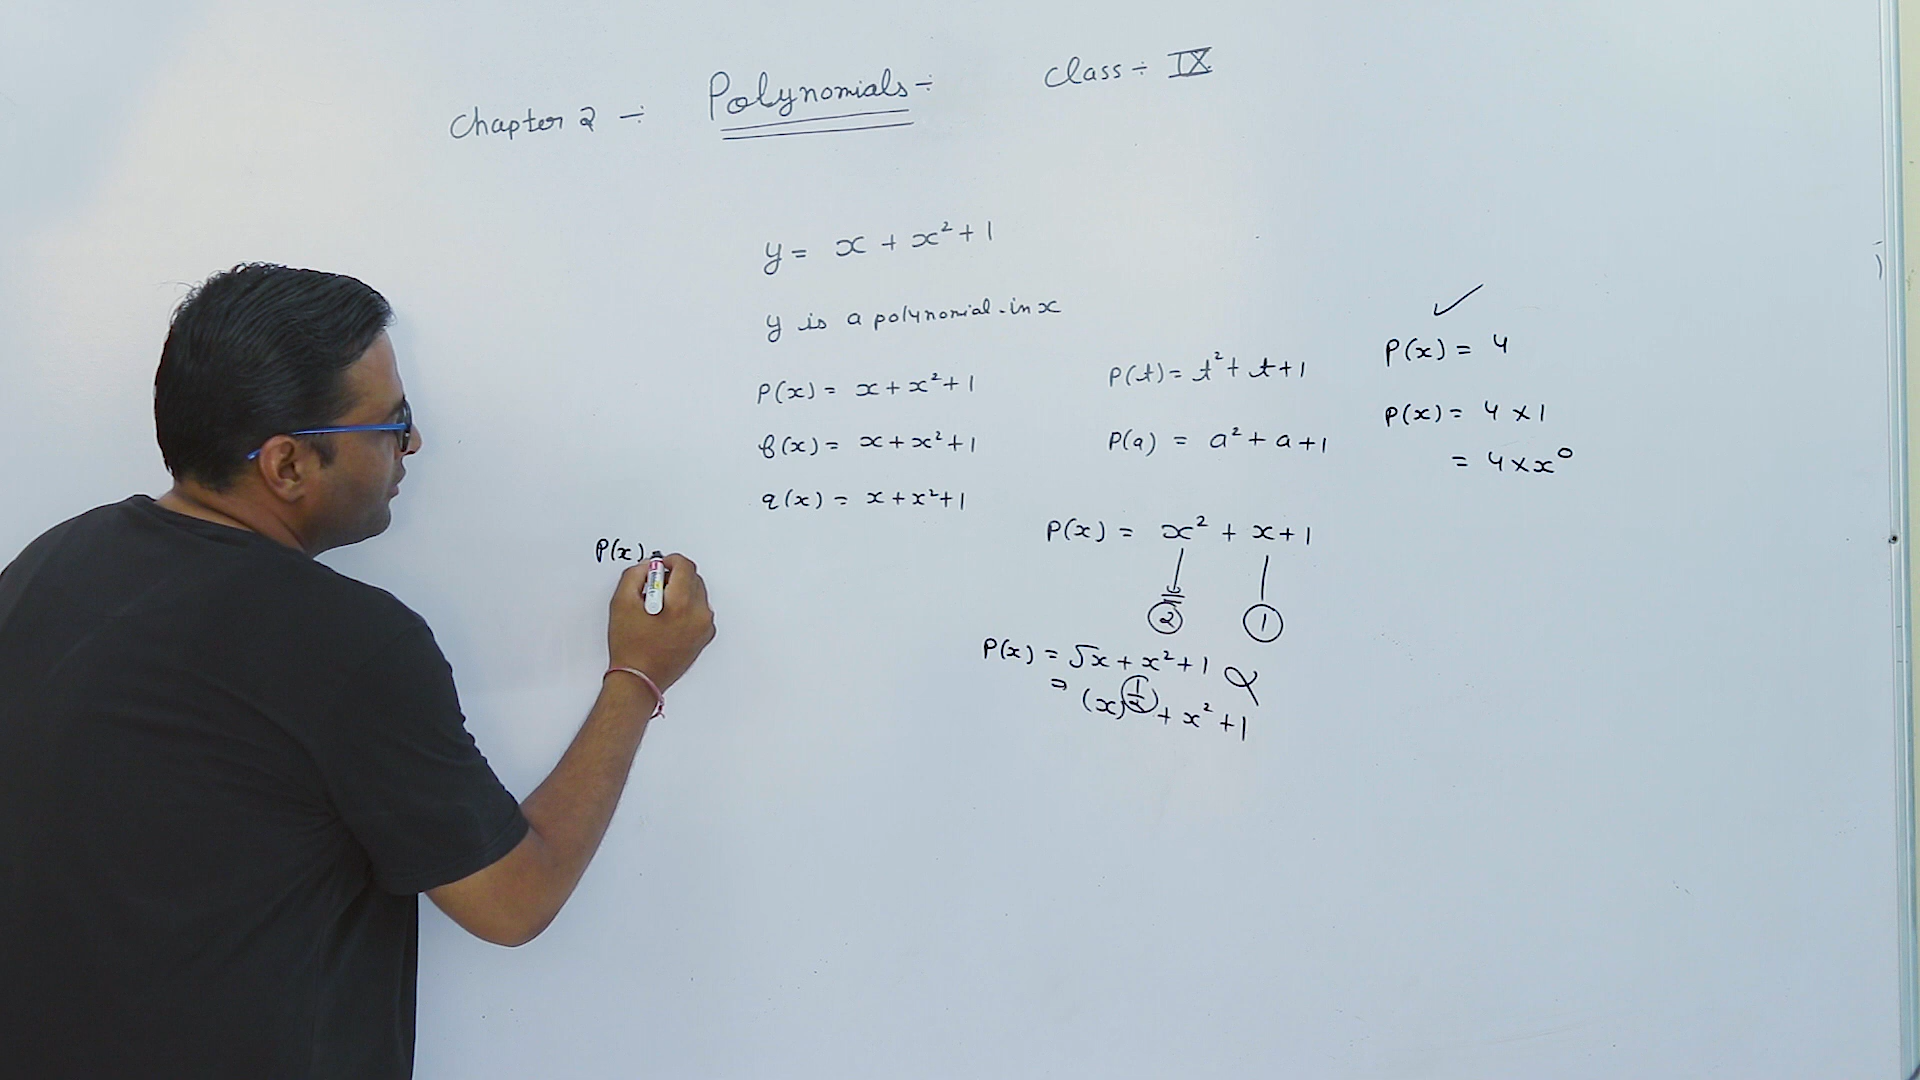 Chapter 2 ÷ Polynomials ÷ Class ÷ IX
y = x + x² + 1
y is a polynomial in x
P(x) = x + x² + 1
f(x) = x + x² + 1
q(x) = x + x² + 1
P(x) =
P(t) = t² + t + 1
P(a) = a² + a + 1
P(x) = x² + x + 1
2 1
P(x) = √x + x² + 1
⇒ (x)^1/2 + x² + 1
✓
P(x) = 4
P(x) = 4 × 1
= 4 × x⁰